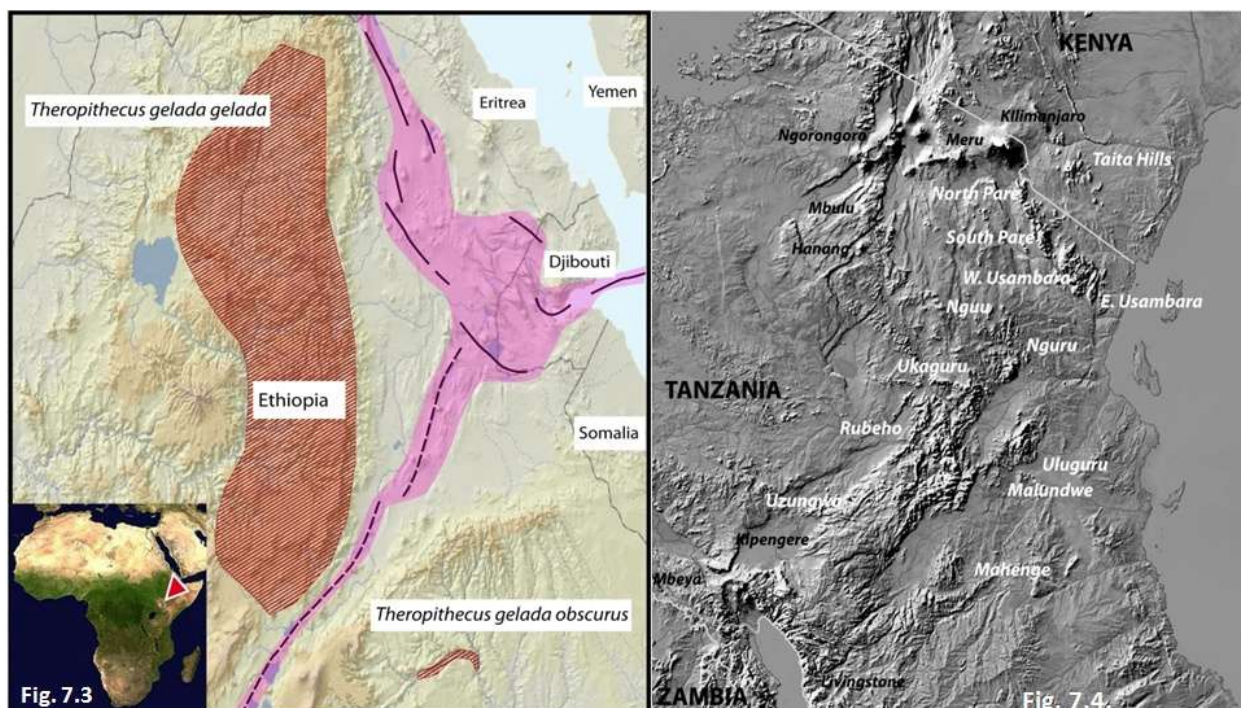 Theropithecus gelada gelada
Eritrea
Yemen
Djibouti
Ethiopia
Somalia
Theropithecus gelada obscurus
Fig. 7.3
KENYA
Kilimanjaro
Ngorongoro
Meru
Taita Hills
North Pare
Mbulu
South Pare
Hanang
W. Usambara
E. Usambara
Nguu
Nguru
Ukaguru
TANZANIA
Rubeho
Uluguru
Malundwe
Uzungwa
Kipengere
Mahenge
Mbeya
Livingstone
ZAMBIA
Fig. 7.4.